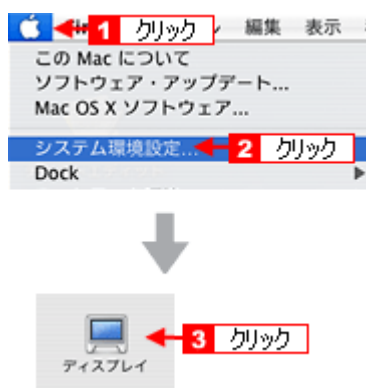 1 クリック 編集 表示
この Mac について
ソフトウェア・アップデート...
Mac OS X ソフトウェア...
システム環境設定... 2 クリック
Dock
3 クリック
ディスプレイ